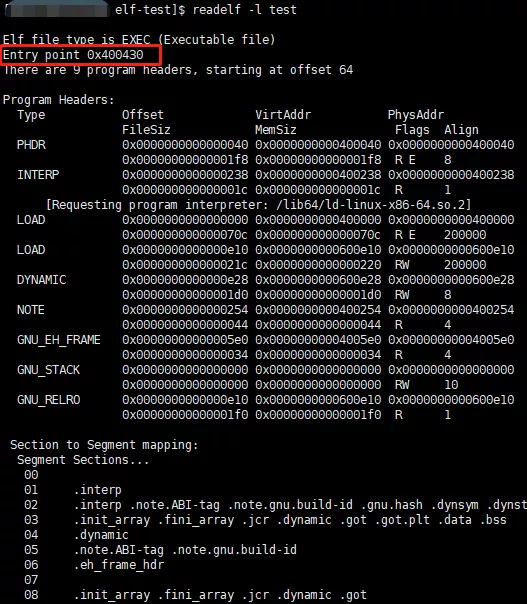 elf-test]$ readelf -l test
Elf file type is EXEC (Executable file)
Entry point 0x400430
There are 9 program headers, starting at offset 64
Program Headers:
Type Offset VirtAddr PhysAddr
FileSiz MemSiz Flags Align
PHDR 0x0000000000000040 0x0000000000400040 0x0000000000400040
0x00000000000001f8 0x00000000000001f8 R E 8
INTERP 0x0000000000000238 0x0000000000400238 0x0000000000400238
0x000000000000001c 0x000000000000001c R 1
[Requesting program interpreter: /lib64/ld-linux-x86-64.so.2]
LOAD 0x0000000000000000 0x0000000000400000 0x0000000000400000
0x000000000000070c 0x000000000000070c R E 200000
LOAD 0x0000000000000e10 0x0000000000600e10 0x0000000000600e10
0x000000000000021c 0x0000000000000220 RW 200000
DYNAMIC 0x0000000000000e28 0x0000000000600e28 0x0000000000600e28
0x00000000000001d0 0x00000000000001d0 RW 8
NOTE 0x0000000000000254 0x0000000000400254 0x0000000000400254
0x0000000000000044 0x0000000000000044 R 4
GNU_EH_FRAME 0x00000000000005e0 0x00000000004005e0 0x00000000004005e0
0x0000000000000034 0x0000000000000034 R 4
GNU_STACK 0x0000000000000000 0x0000000000000000 0x0000000000000000
0x0000000000000000 0x0000000000000000 RW 10
GNU_RELRO 0x0000000000000e10 0x0000000000600e10 0x0000000000600e10
0x00000000000001f0 0x00000000000001f0 R 1
Section to Segment mapping:
Segment Sections...
00
01 .interp
02 .interp .note.ABI-tag .note.gnu.build-id .gnu.hash .dynsym .dynst
03 .init_array .fini_array .jcr .dynamic .got .got.plt .data .bss
04 .dynamic
05 .note.ABI-tag .note.gnu.build-id
06 .eh_frame_hdr
07
08 .init_array .fini_array .jcr .dynamic .got